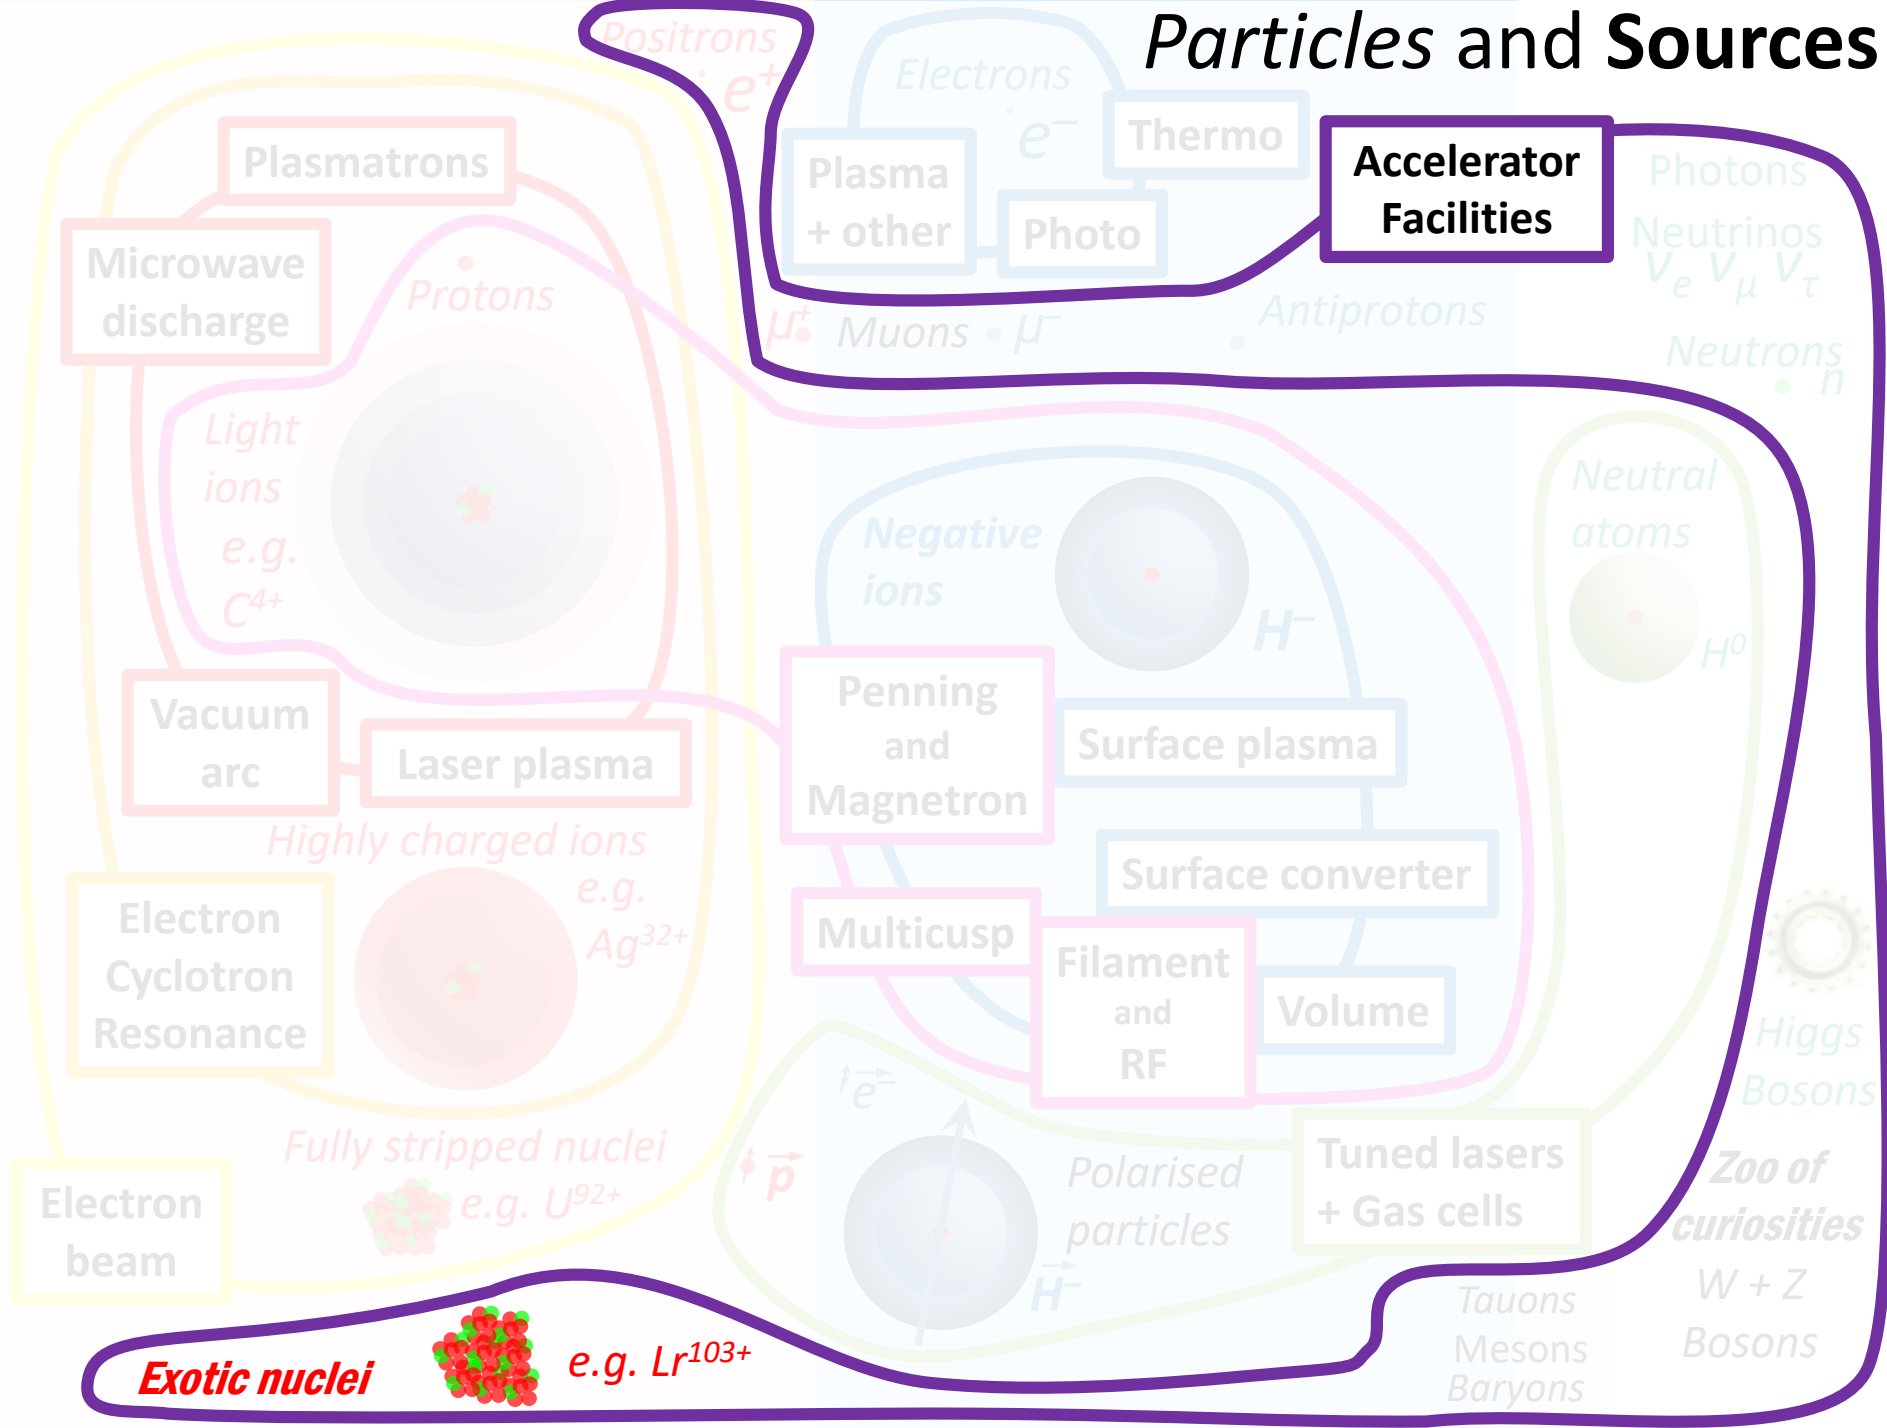 Particles and Sources
Positrons
e⁺
Electrons
e⁻
Thermo
Plasma
+ other
Photo
Accelerator
Facilities
Photons
Neutrinos
νe νμ ντ
Neutrons
n
Plasmatrons
Microwave
discharge
Protons
μ⁺ Muons μ⁻
Antiprotons
Light
ions
e.g.
C⁴⁺
Negative
ions
H⁻
Neutral
atoms
H⁰
Vacuum
arc
Laser plasma
Penning
and
Magnetron
Surface plasma
Surface converter
Highly charged ions
e.g.
Ag³²⁺
Electron
Cyclotron
Resonance
Multicusp
Filament
and
RF
Volume
Higgs
Bosons
e⁻
Fully stripped nuclei
e.g. U⁹²⁺
p
Polarised
particles
H⁻
Tuned lasers
+ Gas cells
Zoo of
curiosities
W + Z
Bosons
Tauons
Mesons
Baryons
Electron
beam
Exotic nuclei
e.g. Lr¹⁰³⁺